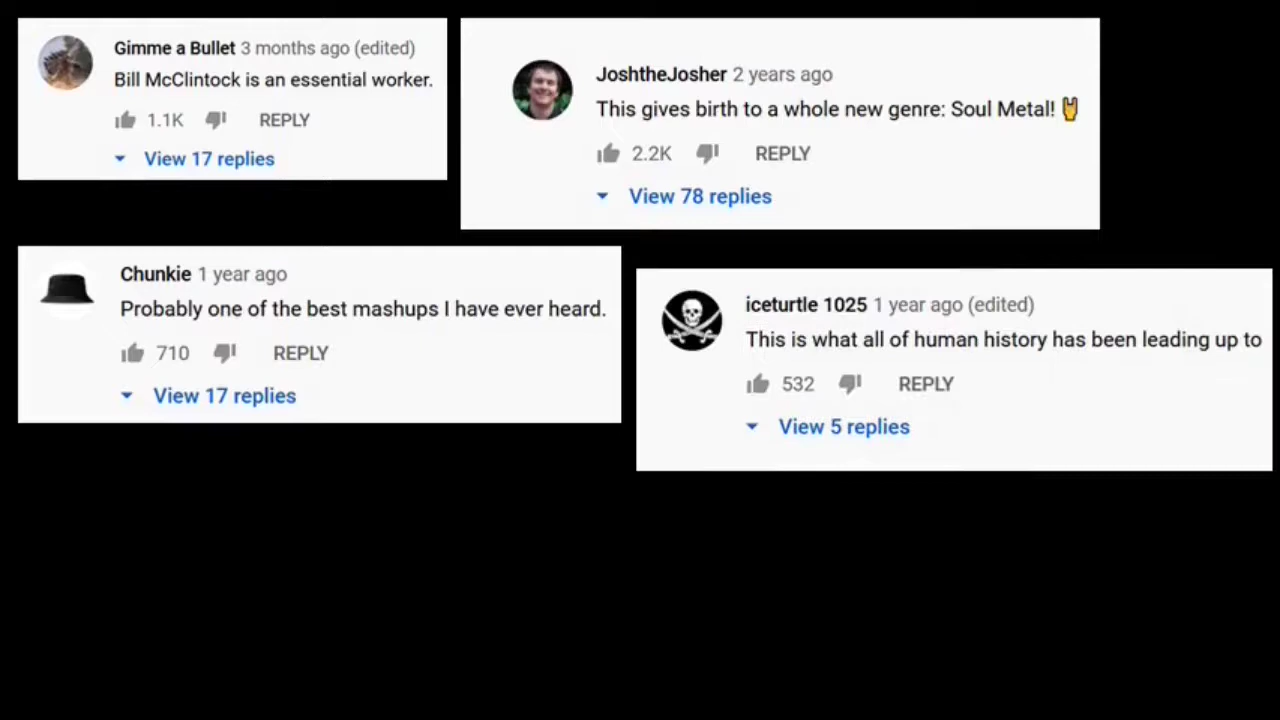 Gimme a Bullet 3 months ago (edited)
Bill McClintock is an essential worker.
1.1K REPLY
View 17 replies
JoshtheJosher 2 years ago
This gives birth to a whole new genre: Soul Metal! 🤘
2.2K REPLY
View 78 replies
Chunkie 1 year ago
Probably one of the best mashups I have ever heard.
710 REPLY
View 17 replies
iceturtle 1025 1 year ago (edited)
This is what all of human history has been leading up to
532 REPLY
View 5 replies